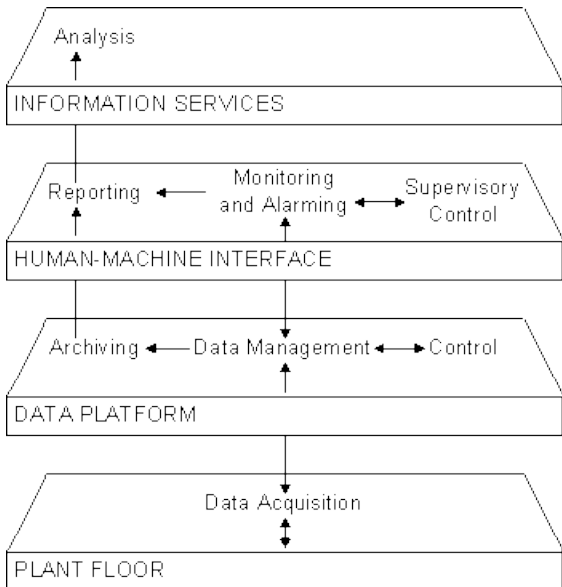 Analysis
INFORMATION SERVICES
Reporting
Monitoring
and Alarming
Supervisory
Control
HUMAN-MACHINE INTERFACE
Archiving
Data Management
Control
DATA PLATFORM
Data Acquisition
PLANT FLOOR